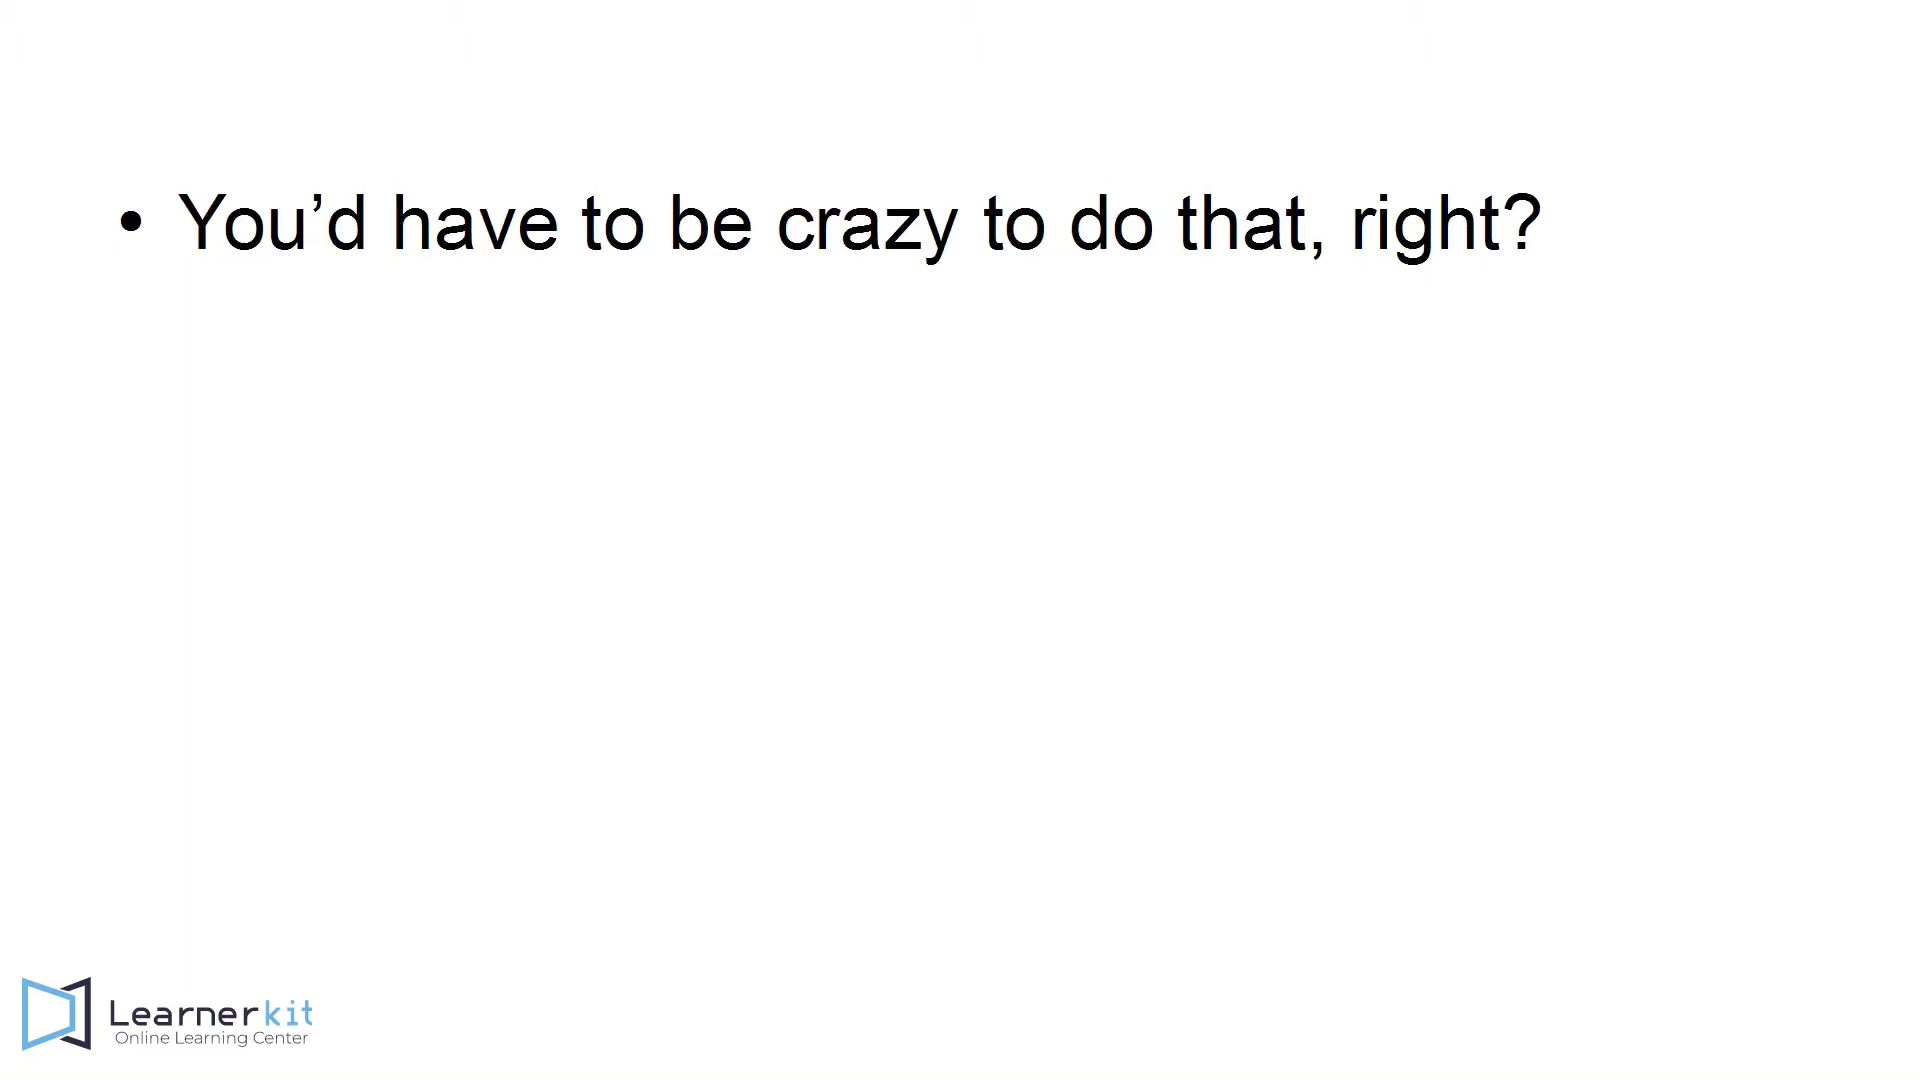 • You’d have to be crazy to do that, right?
Learnerkit
Online Learning Center